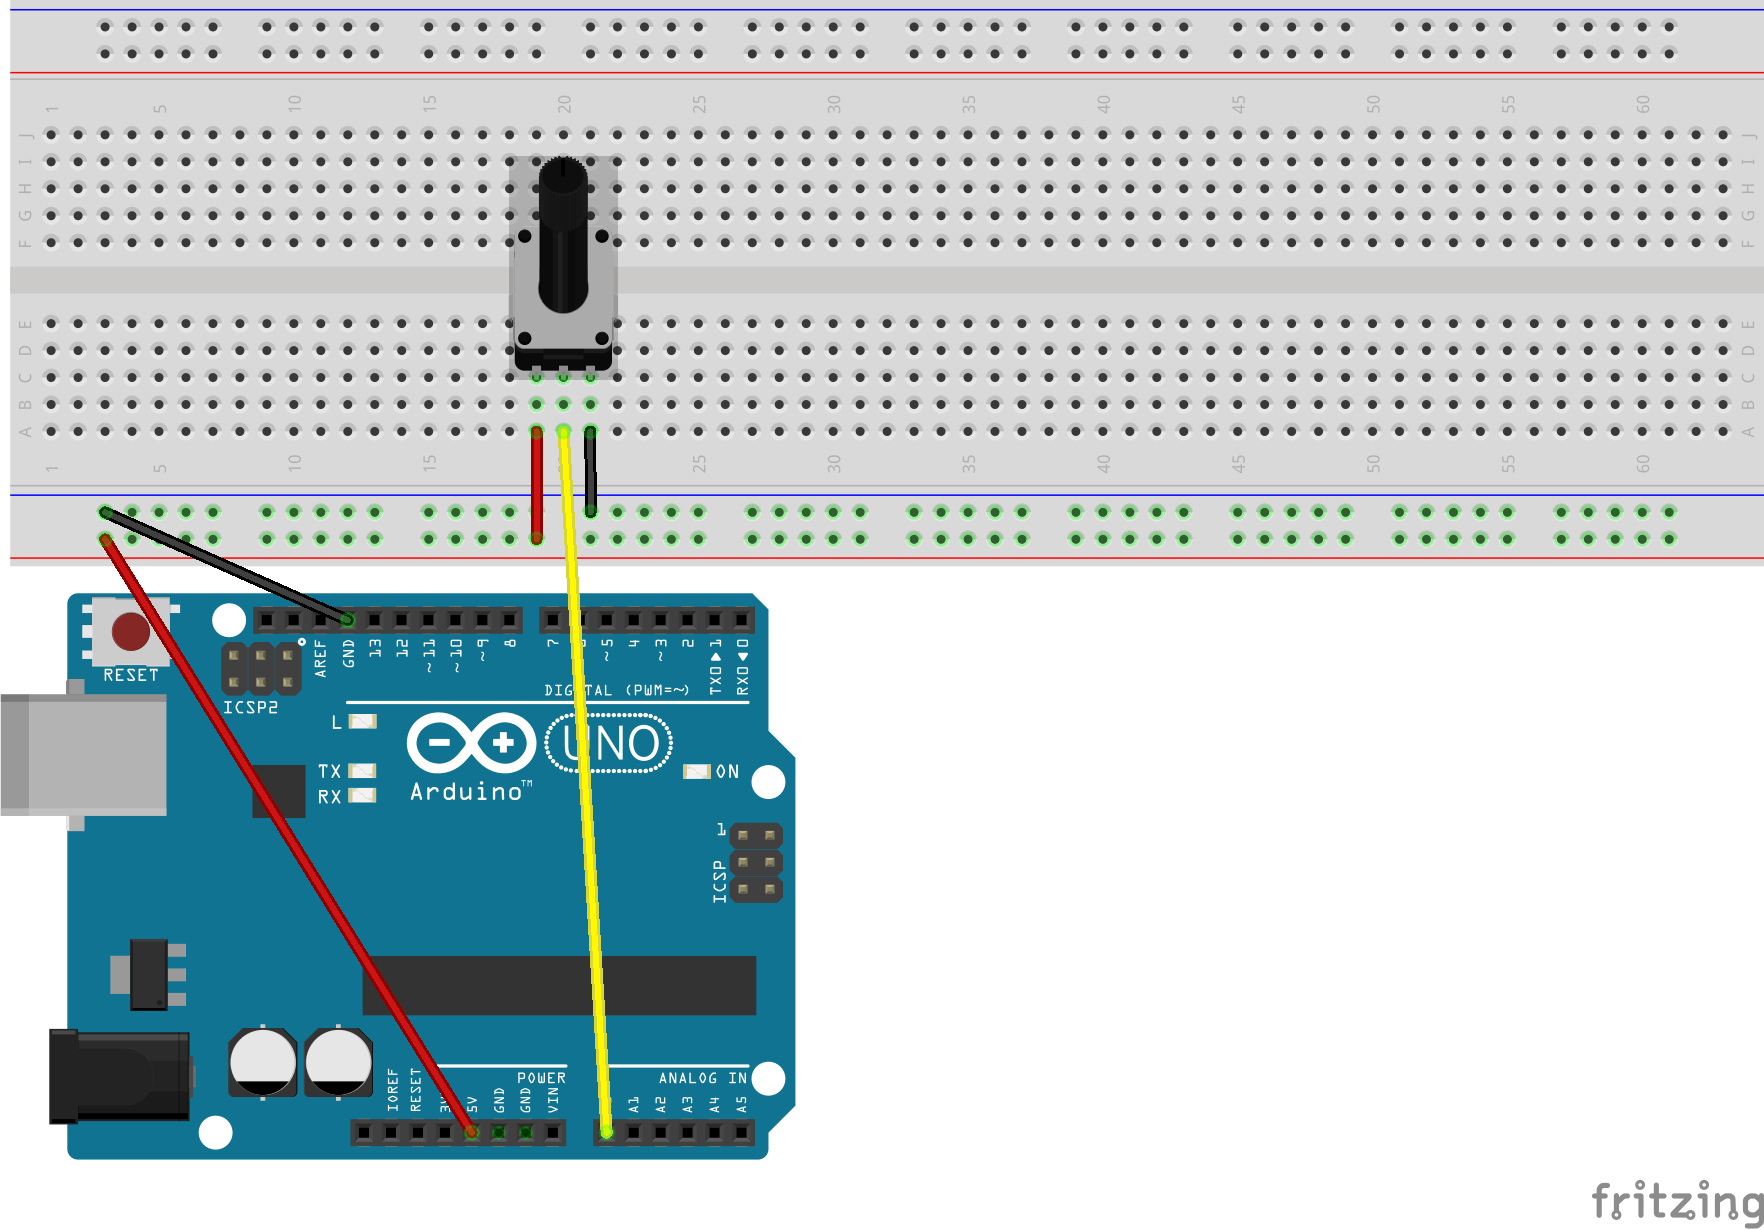 1 5 10 15 20 25 30 35 40 45 50 55 60
J J
I I
H H
G G
F F
E E
D D
C C
B B
A A
1 5 10 15 25 30 35 40 45 50 55 60
RESET
ICSP2
AREF
GND
13
12
~11
~10
~9
8
7
~5
4
~3
2
TX0▶1
RX0◀0
DIGITAL (PWM=~)
L
TX
RX
UNO
Arduino™
ON
1
ICSP
POWER
ANALOG IN
IOREF
RESET
5V
GND
GND
VIN
A1
A2
A3
A4
A5
fritzing